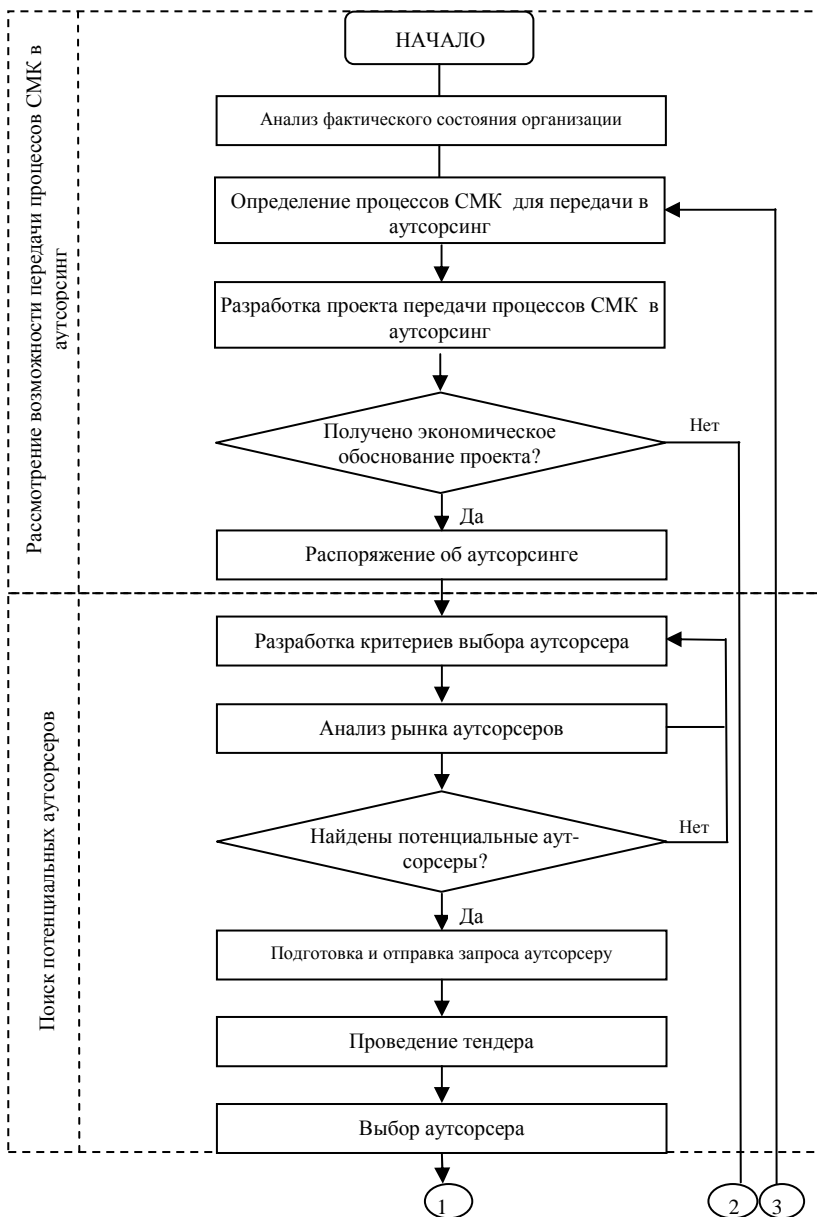 Рассмотрение возможности передачи процессов СМК в
аутсорсинг
НАЧАЛО
Анализ фактического состояния организации
Определение процессов СМК для передачи в
аутсорсинг
Разработка проекта передачи процессов СМК в
аутсорсинг
Получено экономическое
обоснование проекта?
Нет
Да
Распоряжение об аутсорсинге
Поиск потенциальных аутсорсеров
Разработка критериев выбора аутсорсера
Анализ рынка аутсорсеров
Найдены потенциальные аут-
сорсеры?
Нет
Да
Подготовка и отправка запроса аутсорсеру
Проведение тендера
Выбор аутсорсера
1
2
3